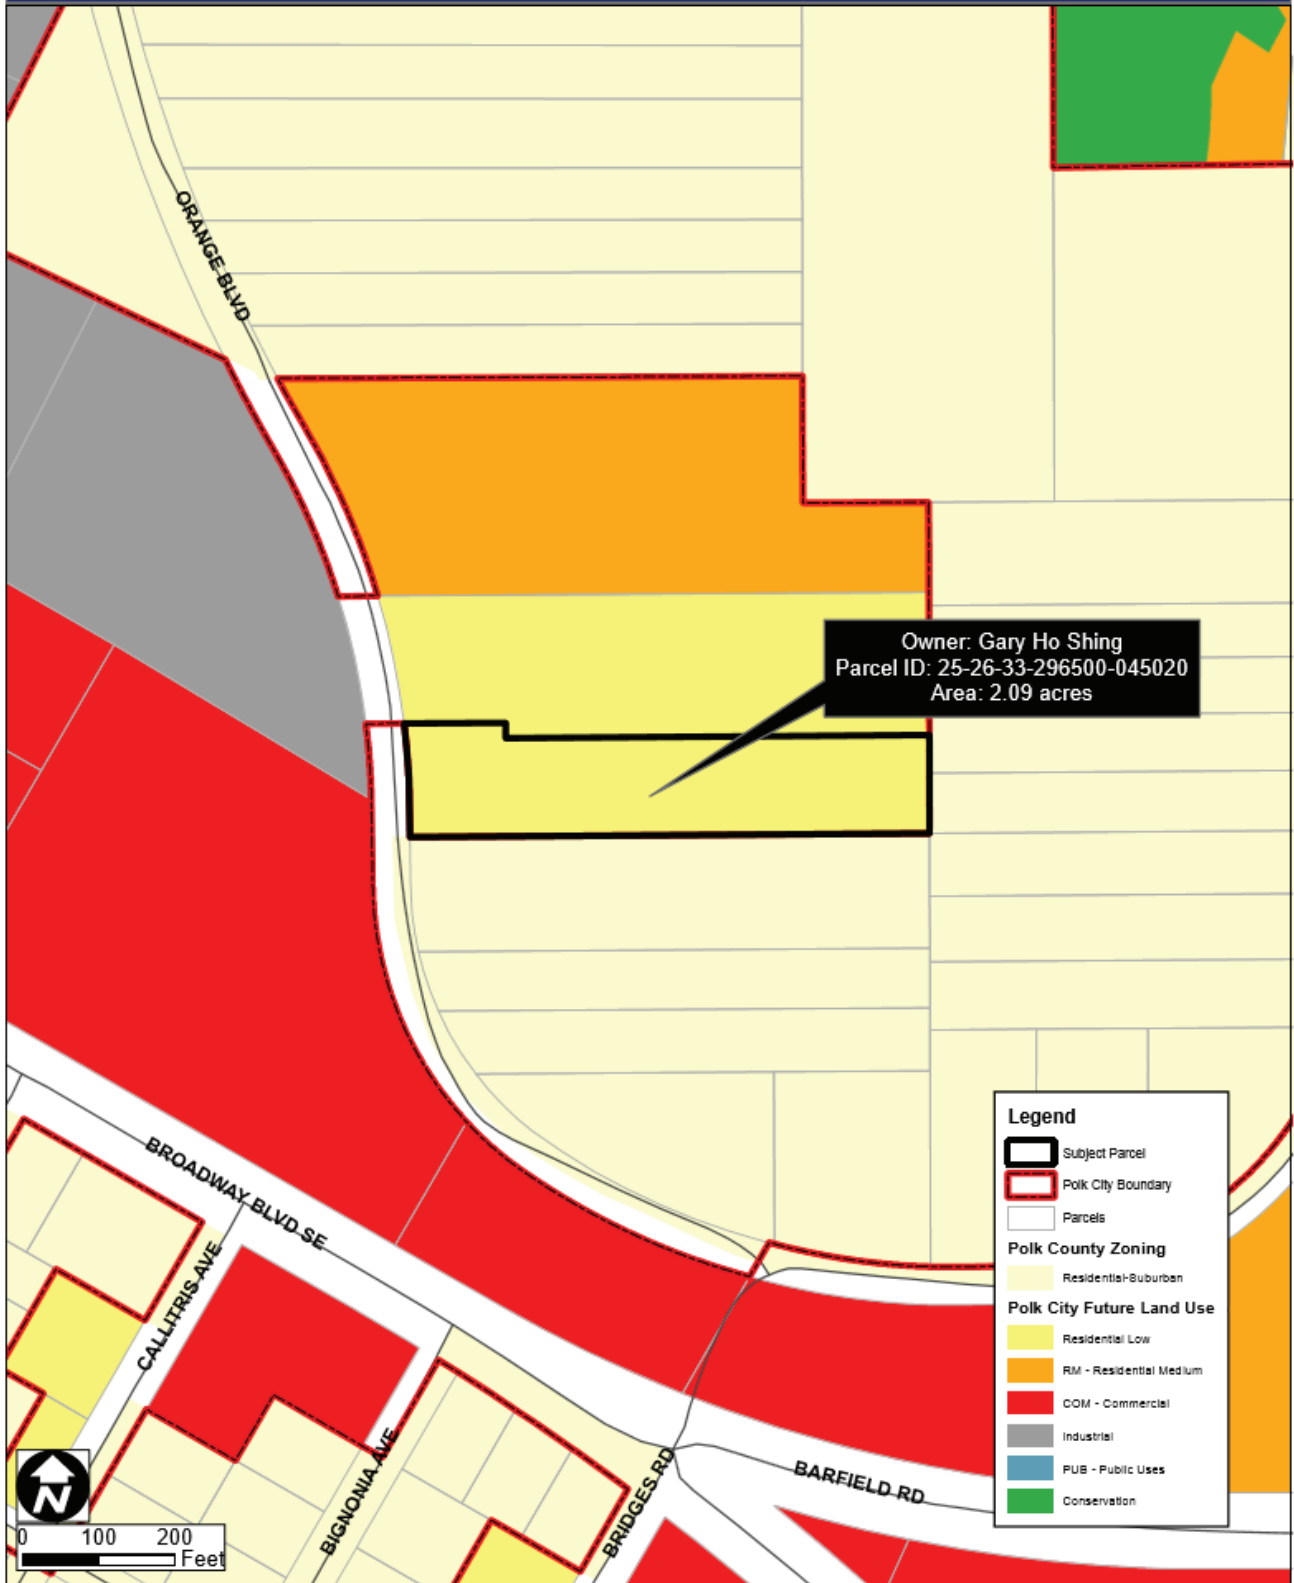 ORANGE BLVD
Owner: Gary Ho Shing
Parcel ID: 25-26-33-296500-045020
Area: 2.09 acres
BROADWAY BLVD SE
CALLITRIS AVE
BIGNONIA AVE
BRIDGES RD
BARFIELD RD
Legend
Subject Parcel
Polk City Boundary
Parcels
Polk County Zoning
Residential-Suburban
Polk City Future Land Use
Residential Low
RM - Residential Medium
COM - Commercial
Industrial
PUB - Public Uses
Conservation
N
0 100 200
Feet